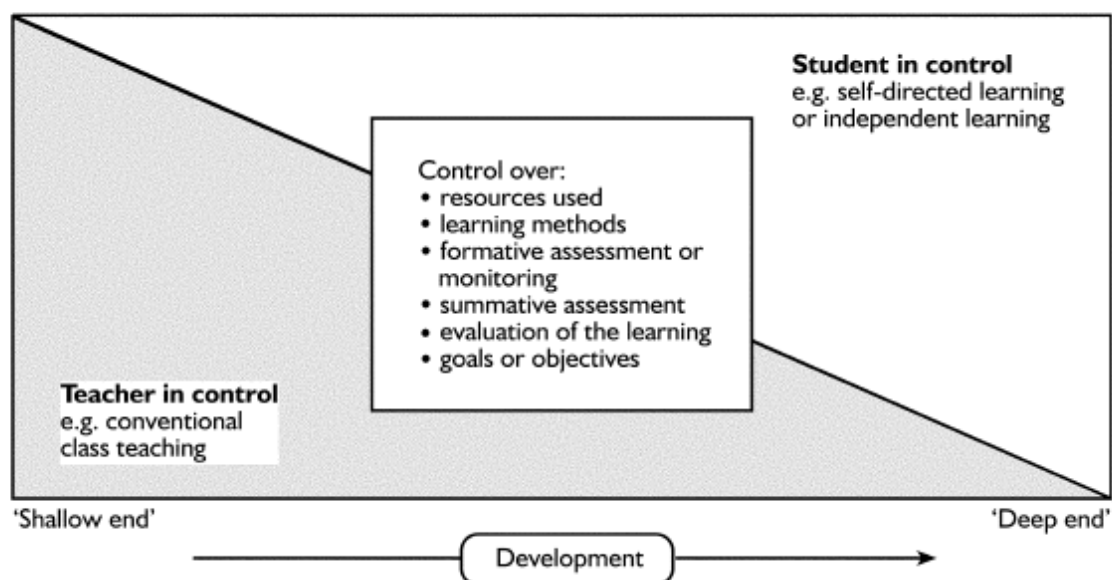 Student in control
e.g. self-directed learning
or independent learning
Control over:
• resources used
• learning methods
• formative assessment or
monitoring
• summative assessment
• evaluation of the learning
• goals or objectives
Teacher in control
e.g. conventional
class teaching
‘Shallow end’
‘Deep end’
Development